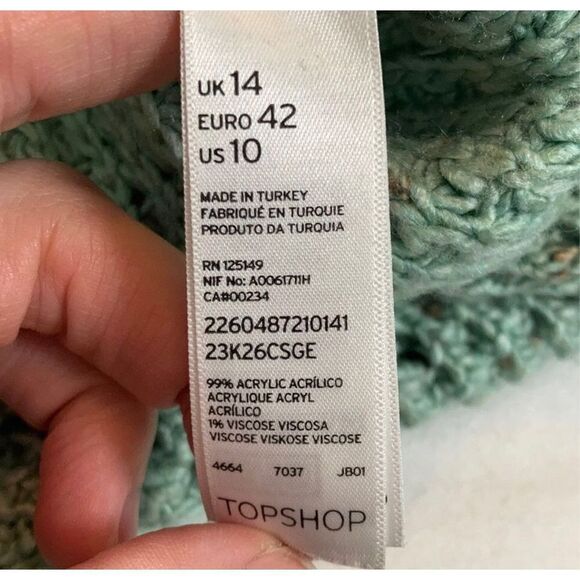 UK 14
EURO 42
US 10
MADE IN TURKEY
FABRIQUÉ EN TURQUIE
PRODUTO DA TURQUIA
RN 125149
NIF No: A0061711H
CA#00234
2260487210141
23K26CSGE
99% ACRYLIC ACRÍLICO
ACRYLIQUE ACRYL
ACRÍLICO
1% VISCOSE VISCOSA
VISCOSE VISKOSE VISCOSE
4664 7037 JB01
TOPSHOP